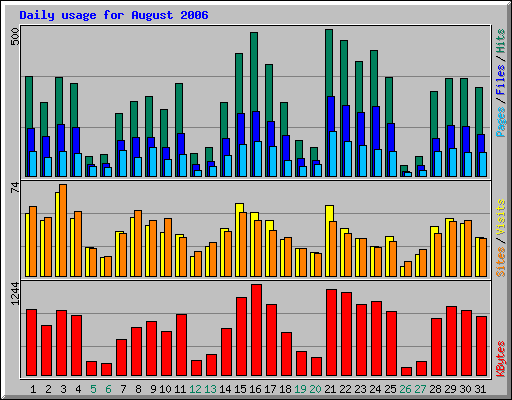 Daily usage for August 2006
500
Pages/Files/Hits
74
Sites/Visits
1244
KBytes
1 2 3 4 5 6 7 8 9 10 11 12 13 14 15 16 17 18 19 20 21 22 23 24 25 26 27 28 29 30 31